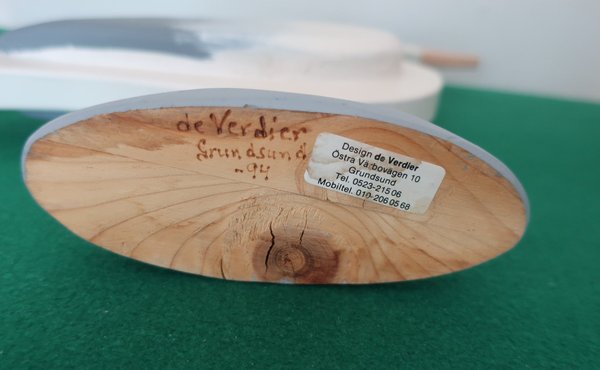 de Verdier
Grundsund
-94
Design de Verdier
Östra Vä:bovägen 10
Grundsund
Tel. 0523-215 06
Mobiltel. 010-206 05 68